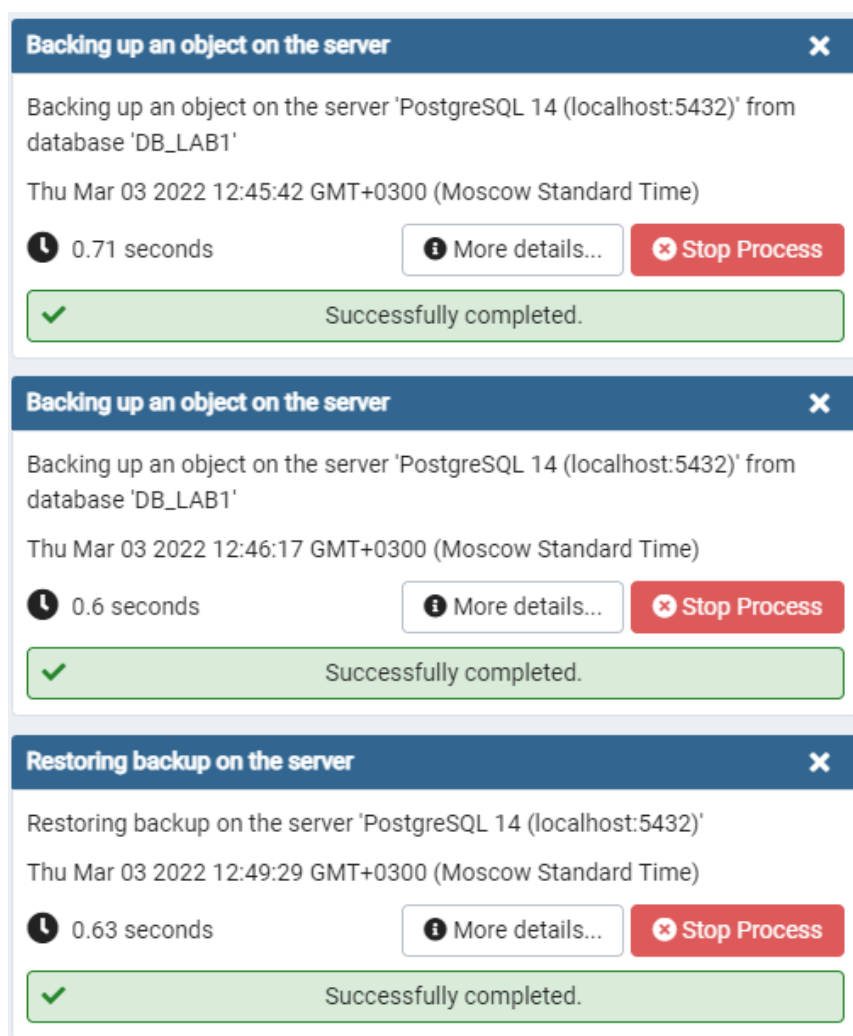 Backing up an object on the server
Backing up an object on the server 'PostgreSQL 14 (localhost:5432)' from
database 'DB_LAB1'
Thu Mar 03 2022 12:45:42 GMT+0300 (Moscow Standard Time)
0.71 seconds More details... Stop Process
Successfully completed.
Backing up an object on the server
Backing up an object on the server 'PostgreSQL 14 (localhost:5432)' from
database 'DB_LAB1'
Thu Mar 03 2022 12:46:17 GMT+0300 (Moscow Standard Time)
0.6 seconds More details... Stop Process
Successfully completed.
Restoring backup on the server
Restoring backup on the server 'PostgreSQL 14 (localhost:5432)'
Thu Mar 03 2022 12:49:29 GMT+0300 (Moscow Standard Time)
0.63 seconds More details... Stop Process
Successfully completed.